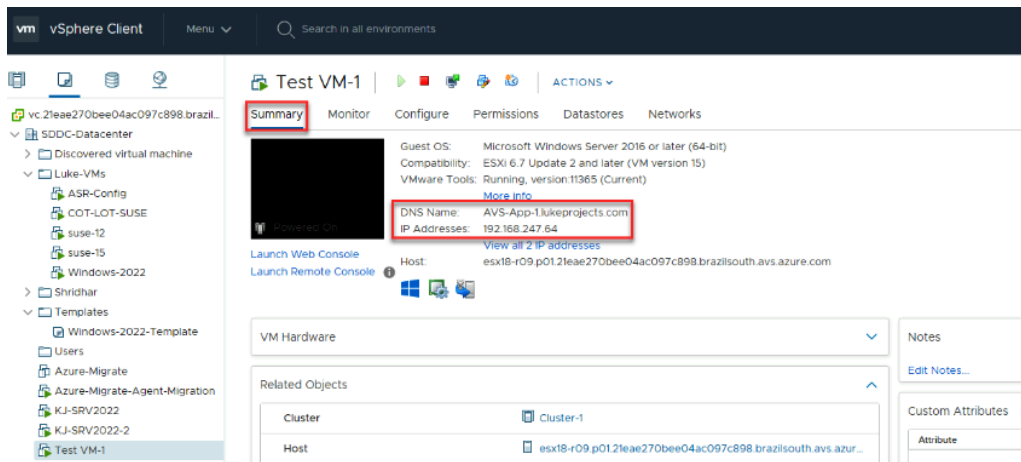 vm vSphere Client Menu Search in all environments
Test VM-1 ACTIONS
Summary Monitor Configure Permissions Datastores Networks
vc.21eae270bee04ac097c898.brazil...
SDDC-Datacenter
Discovered virtual machine
Luke-VMs
ASR-Config
COT-LOT-SUSE
suse-12
suse-15
Windows-2022
Shridhar
Templates
Windows-2022-Template
Users
Azure-Migrate
Azure-Migrate-Agent-Migration
KJ-SRV2022
KJ-SRV2022-2
Test VM-1
Powered On
Launch Web Console
Launch Remote Console
Guest OS: Microsoft Windows Server 2016 or later (64-bit)
Compatibility: ESXi 6.7 Update 2 and later (VM version 15)
VMware Tools: Running, version:11365 (Current)
More info
DNS Name: AVS-App-1.lukeprojects.com
IP Addresses: 192.168.247.64
View all 2 IP addresses
Host: esx18-r09.p01.21eae270bee04ac097c898.brazilsouth.avs.azure.com
VM Hardware
Related Objects
Cluster Cluster-1
Host esx18-r09.p01.21eae270bee04ac097c898.brazilsouth.avs.azur...
Notes
Edit Notes...
Custom Attributes
Attribute